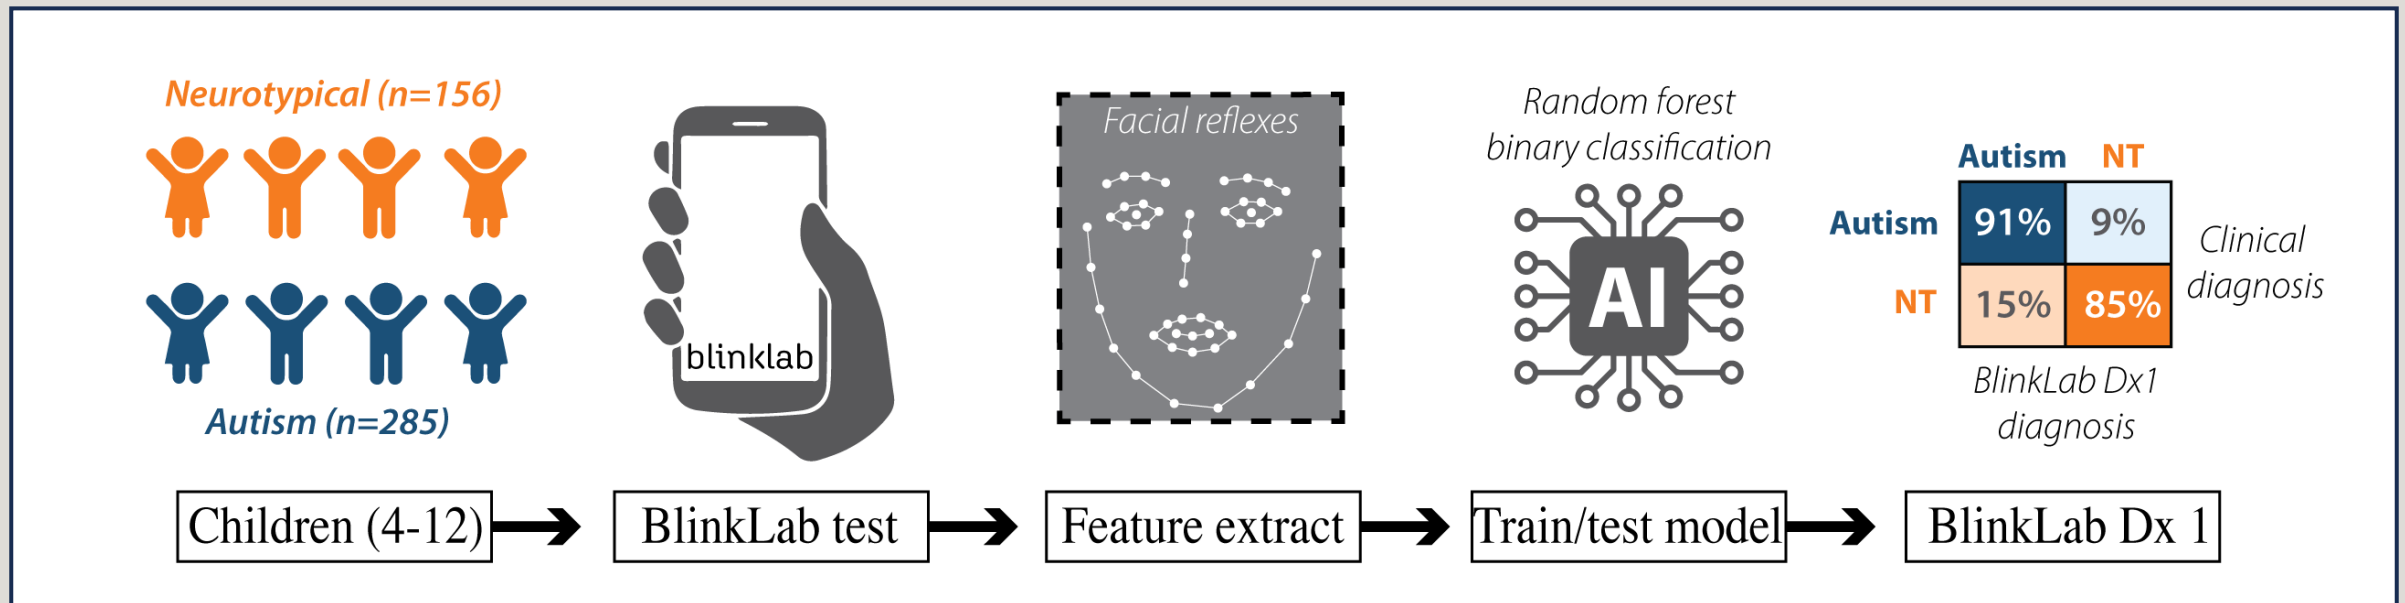 Neurotypical (n=156)
Autism (n=285)
Children (4-12)
blinklab
BlinkLab test
Facial reflexes
Feature extract
Random forest
binary classification
AI
Train/test model
Autism NT
Autism 91% 9%
NT 15% 85%
Clinical
diagnosis
BlinkLab Dx1
diagnosis
BlinkLab Dx 1